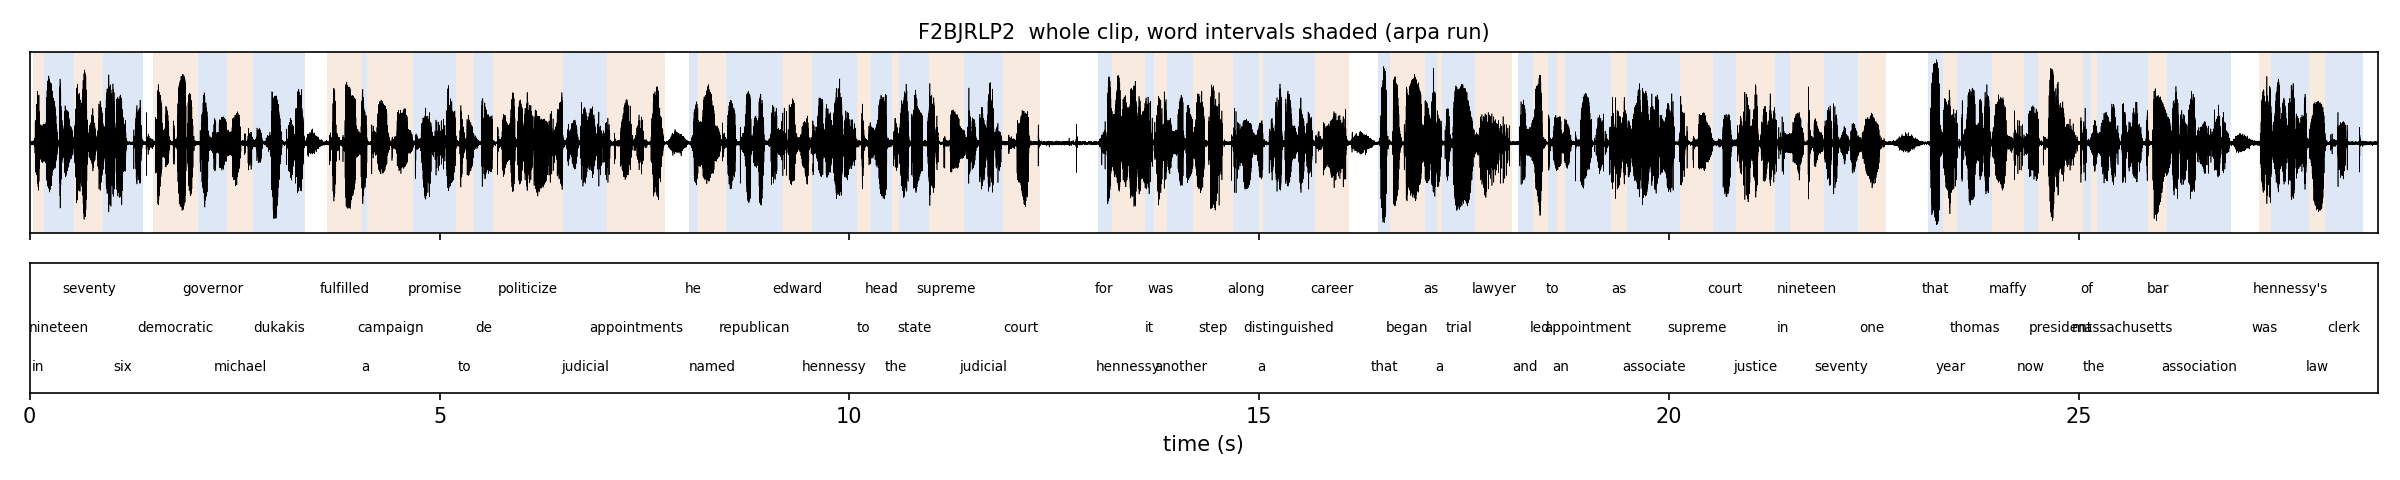 F2BJRLP2  whole clip, word intervals shaded (arpa run)
seventy governor fulfilled promise politicize he edward head supreme for was along career as lawyer to as court nineteen that maffy of bar hennessy's
nineteen democratic dukakis campaign de appointments republican to state court it step distinguished began trial led appointment supreme in one thomas president massachusetts was clerk
in six michael a to judicial named hennessy the judicial hennessy another a that a and an associate justice seventy year now the association law
0 5 10 15 20 25
time (s)